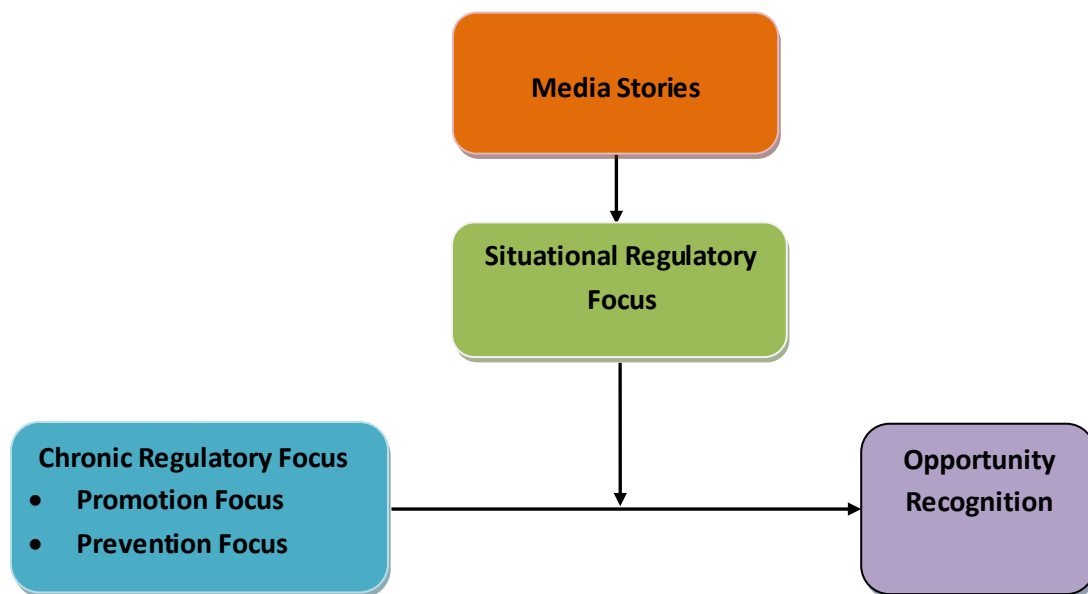 Media Stories
Situational Regulatory
Focus
Chronic Regulatory Focus
• Promotion Focus
• Prevention Focus
Opportunity
Recognition